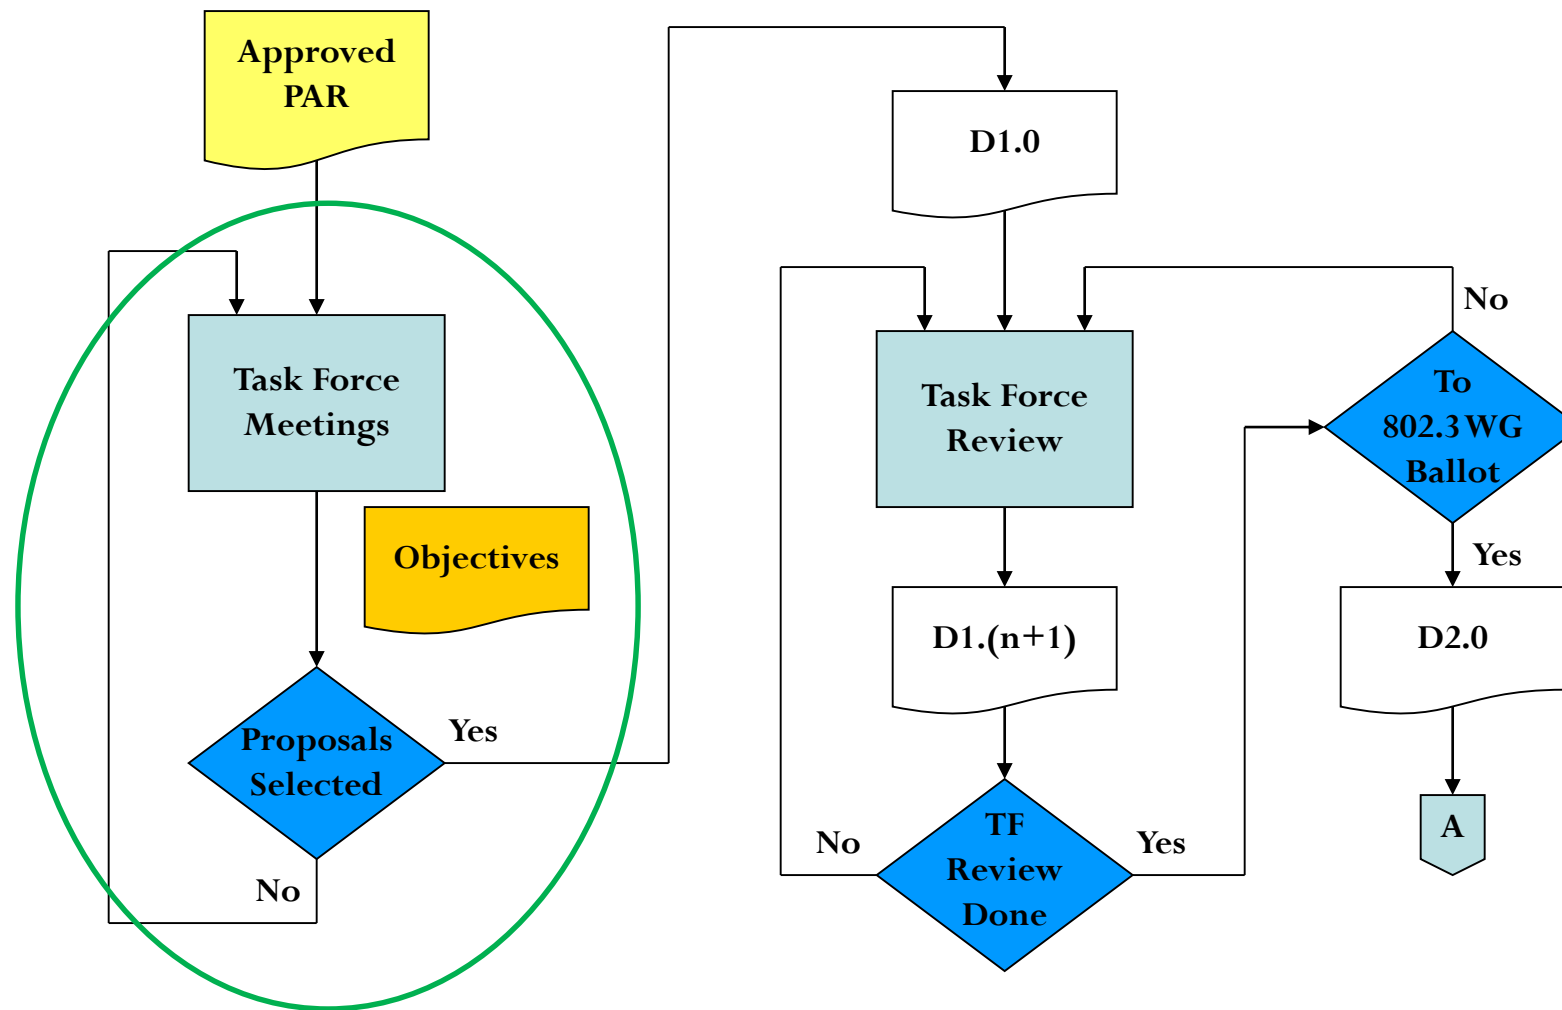 Approved
PAR
Task Force
Meetings
Objectives
Proposals
Selected
Yes
No
D1.0
Task Force
Review
D1.(n+1)
TF
Review
Done
No
Yes
To
802.3 WG
Ballot
No
Yes
D2.0
A